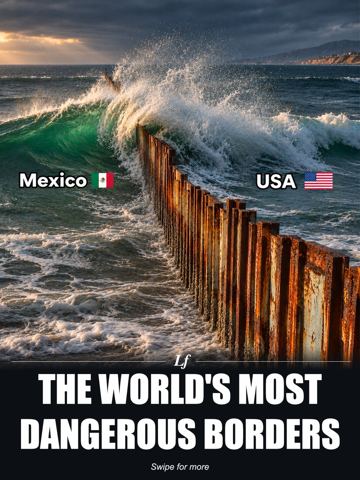 Mexico 🇲🇽
USA 🇺🇸
Lf
THE WORLD'S MOST
DANGEROUS BORDERS
Swipe for more